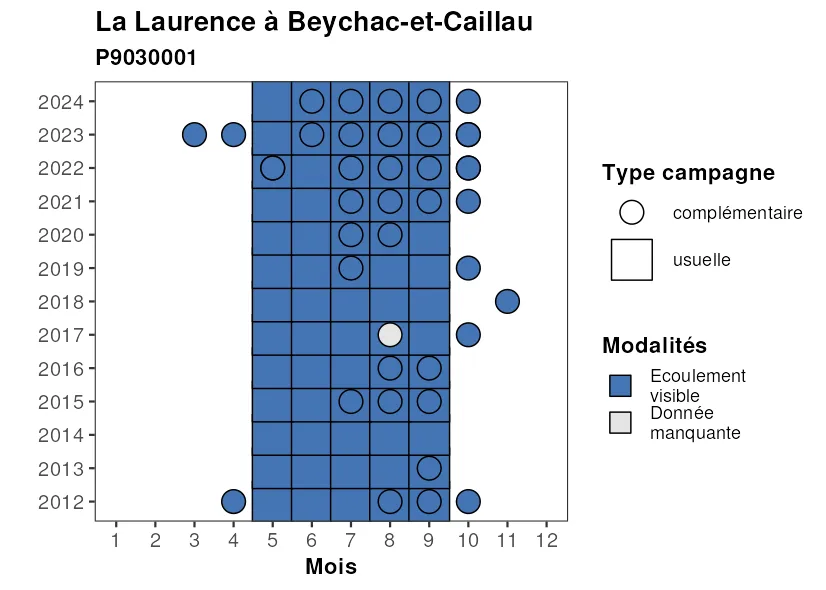 La Laurence à Beychac-et-Caillau
P9030001
2024
2023
2022
2021
2020
2019
2018
2017
2016
2015
2014
2013
2012
1 2 3 4 5 6 7 8 9 10 11 12
Mois
Type campagne
complémentaire
usuelle
Modalités
Ecoulement
visible
Donnée
manquante